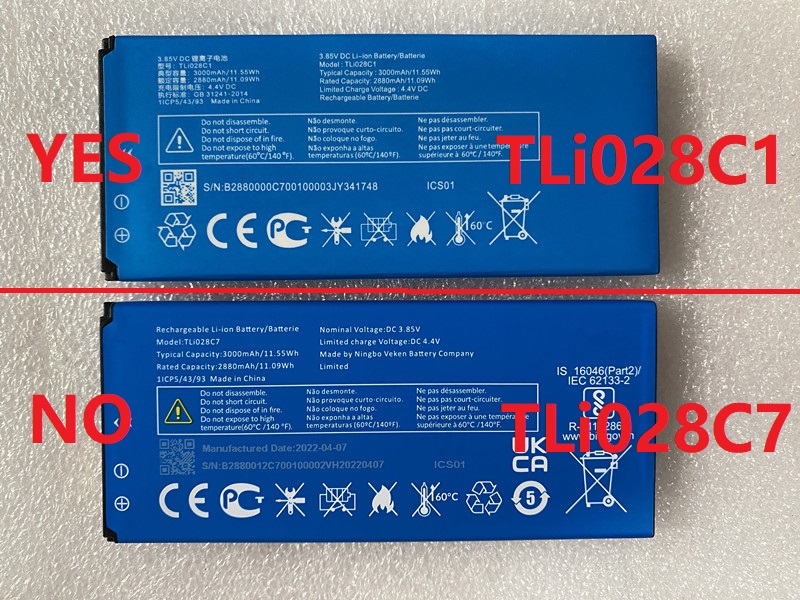 3.85V DC 锂离子电池
型号: TLi028C1
典型容量: 3000mAh/11.55Wh
额定容量: 2880mAh/11.09Wh
充电限制电压: 4.4V DC
执行标准: GB 31241-2014
1ICP5/43/93 Made in China
3.85V DC Li-ion Battery/Batterie
Model: TLi028C1
Typical Capacity: 3000mAh/11.55Wh
Rated Capacity: 2880mAh/11.09Wh
Limited Charge Voltage: 4.4V DC
Rechargeable Battery/Batterie
Do not disassemble.
Do not short circuit.
Do not dispose of in fire.
Do not expose to high
temperature(60℃/140℉).
Não desmonte.
Não provoque curto-circuito.
Não coloque no fogo.
Não exponha a altas
temperaturas (60℃/140℉).
Ne pas désassembler.
Ne pas court-circuiter.
Ne pas jeter au feu.
Ne pas exposer à température
supérieure à 60℃ / 140℉.
YES
TLi028C1
S/N:B2880000C700100003JY341748
ICS01
60℃
Rechargeable Li-ion Battery/Batterie
Model:TLi028C7
Typical Capacity:3000mAh/11.55Wh
Rated Capacity:2880mAh/11.09Wh
1ICP5/43/93 Made in China
Nominal Voltage:DC 3.85V
Limited charge Voltage:DC 4.4V
Made by Ningbo Veken Battery Company
Limited
IS 16046(Part2)/
IEC 62133-2
Do not disassemble.
Do not short circuit.
Do not dispose of in fire.
Do not expose to high
temperature(60℃/140℉).
Não desmonte.
Não provoque curto-circuito.
Não coloque no fogo.
Não exponha a altas
temperaturas (60ºC/140ºF).
Ne pas désassembler.
Ne pas court-circuiter.
Ne pas jeter au feu.
Ne pas exposer à température
supérieure à 60℃ / 140℉.
NO
TLi028C7
Manufactured Date:2022-04-07
S/N:B2880012C700100002VH20220407
ICS01
UK
CA
60℃
5